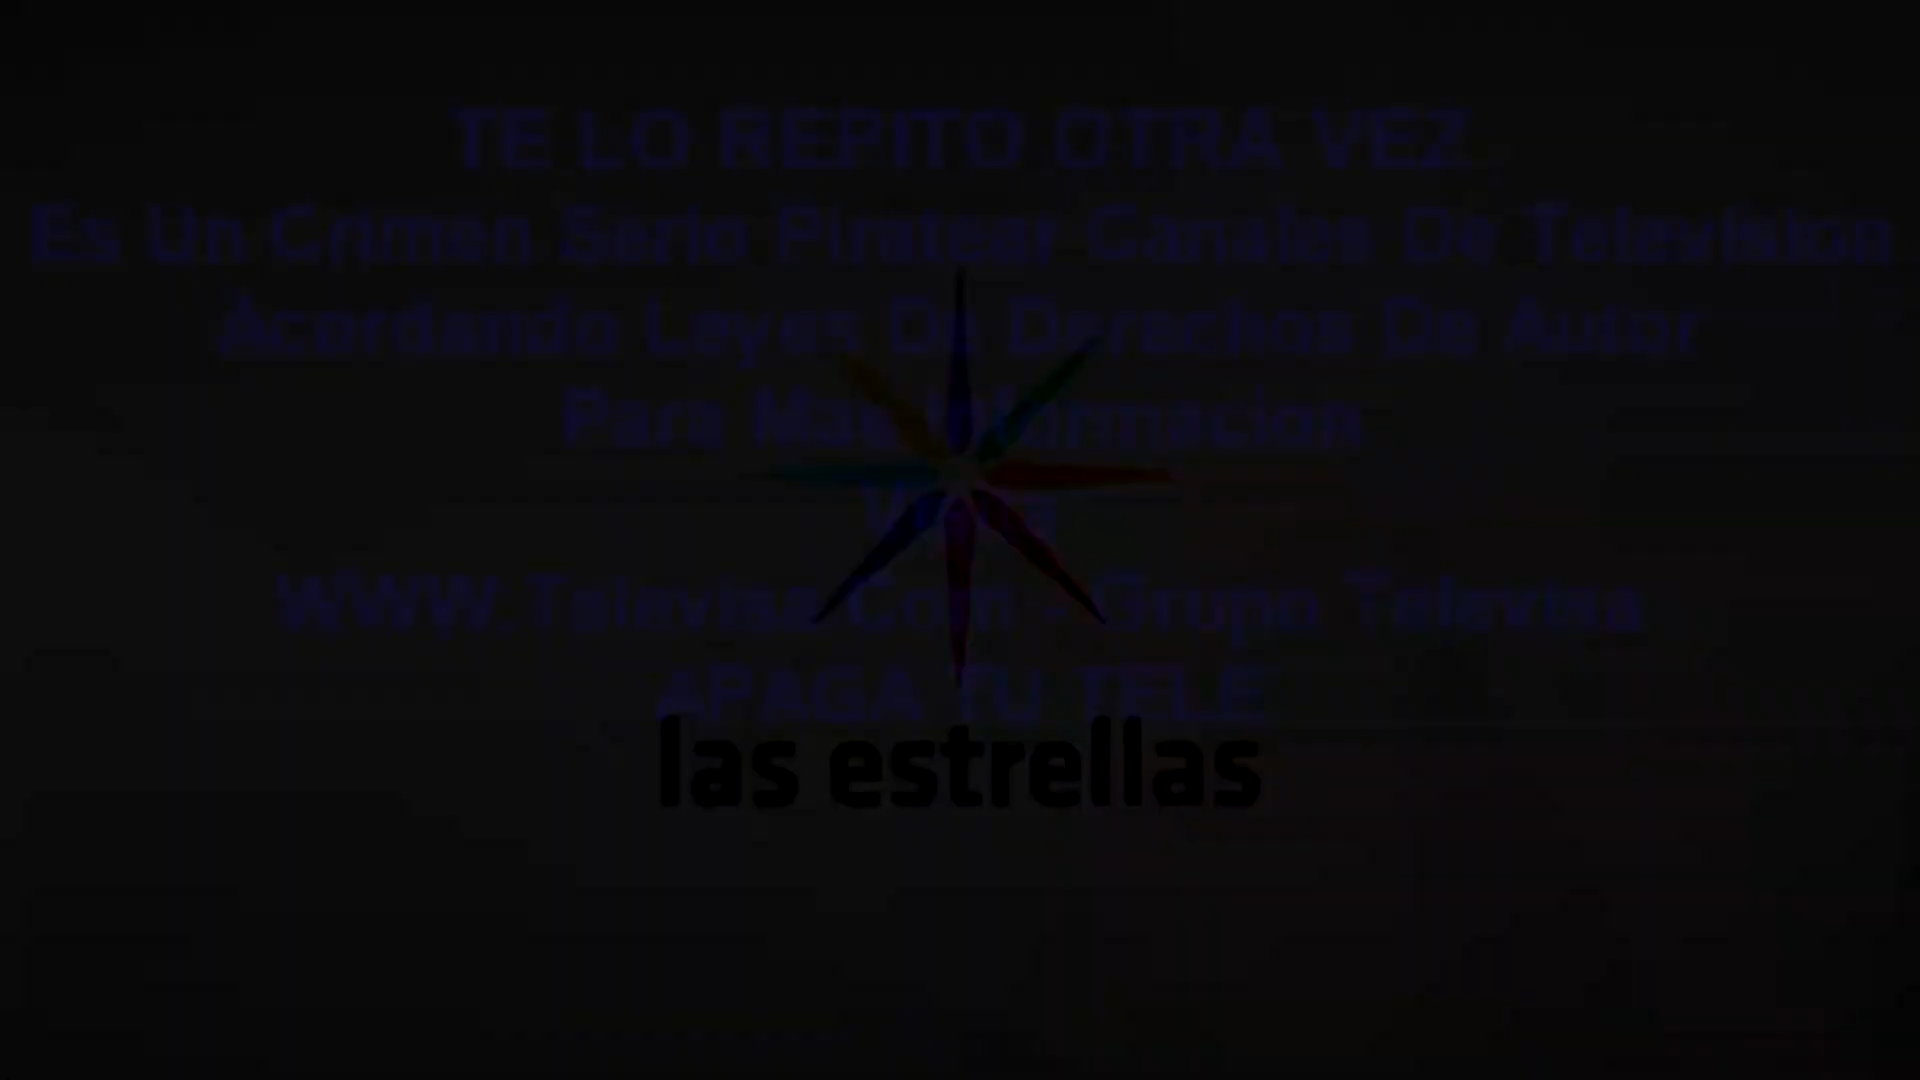 TE LO REPITO OTRA VEZ
Es Un Crimen Serio Piratear Canales De Television
Acordando Leyes De Derechos De Autor
Para Mas Informacion
WWW.Televisa.Com - Grupo Televisa
APAGA TU TELE
las estrellas